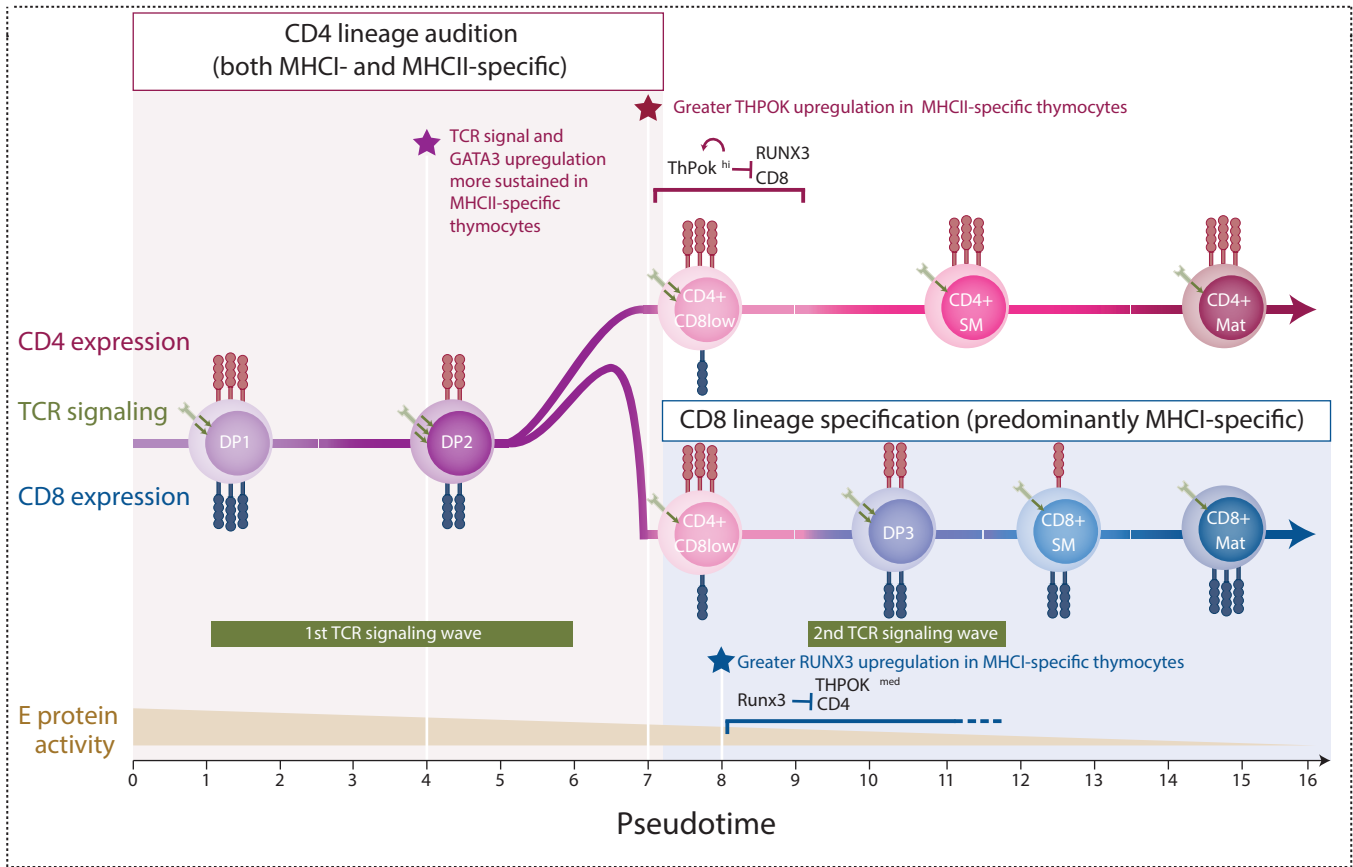 CD4 lineage audition
(both MHCI- and MHCII-specific)
Greater THPOK upregulation in MHCII-specific thymocytes
TCR signal and
GATA3 upregulation
more sustained in
MHCII-specific
thymocytes
ThPok hi
RUNX3
CD8
CD4+
CD8low
CD4+
SM
CD4+
Mat
CD4 expression
TCR signaling
CD8 expression
DP1
DP2
CD8 lineage specification (predominantly MHCI-specific)
CD4+
CD8low
DP3
CD8+
SM
CD8+
Mat
1st TCR signaling wave
2nd TCR signaling wave
Greater RUNX3 upregulation in MHCI-specific thymocytes
Runx3
THPOK med
CD4
E protein
activity
0 1 2 3 4 5 6 7 8 9 10 11 12 13 14 15 16
Pseudotime